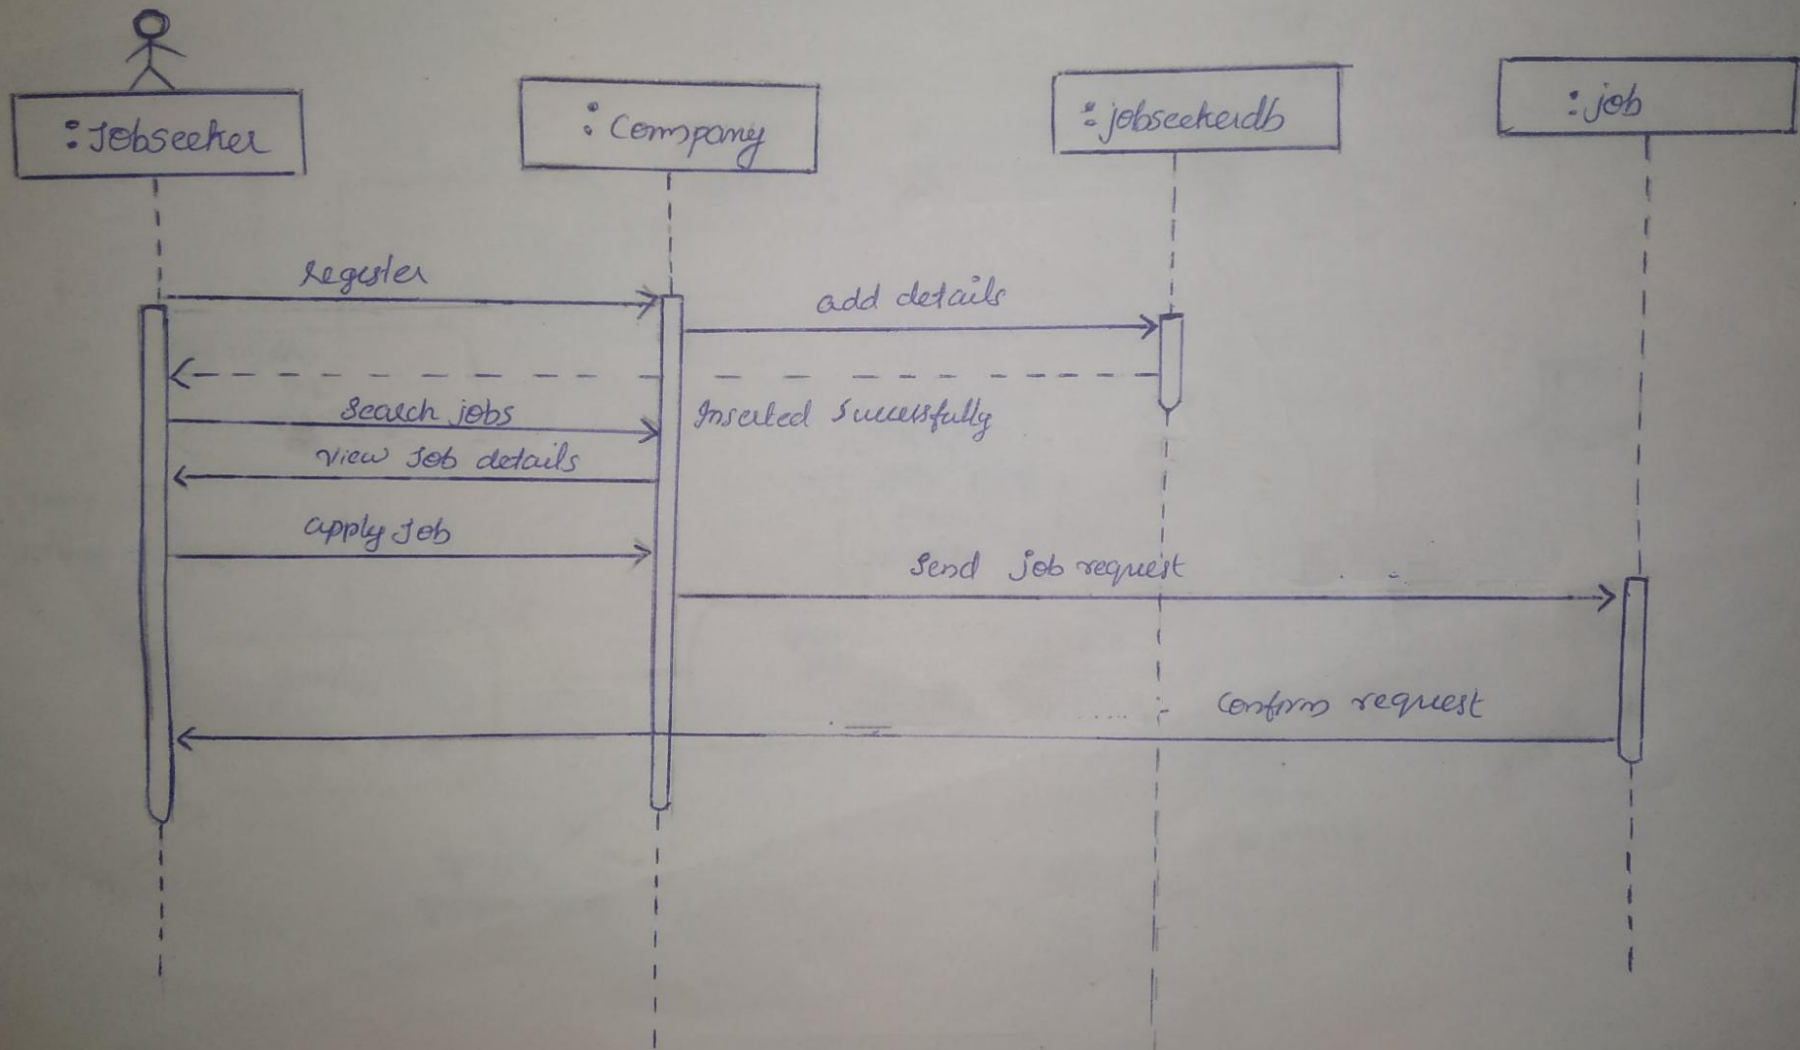 :Jobseeker
:Company
:jobseekerdb
:job
register
add details
Inserted Successfully
Search jobs
View Job details
apply Job
Send job request
Confirm request